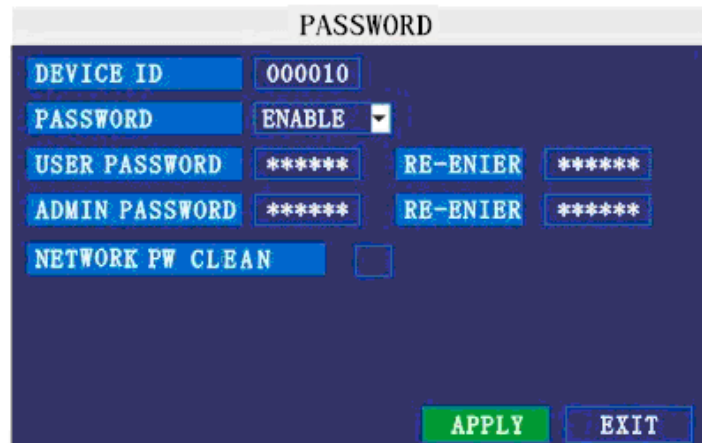 PASSWORD
DEVICE ID 000010
PASSWORD ENABLE
USER PASSWORD ****** RE-ENIER ******
ADMIN PASSWORD ****** RE-ENIER ******
NETWORK PW CLEAN
APPLY EXIT